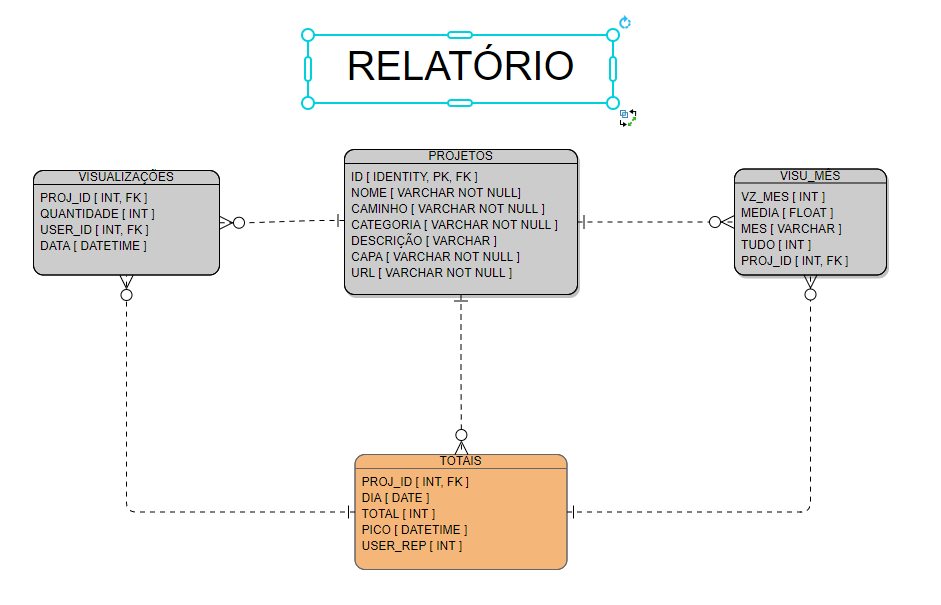 RELATÓRIO
VISUALIZAÇÕES
PROJ_ID [ INT, FK ]
QUANTIDADE [ INT ]
USER_ID [ INT, FK ]
DATA [ DATETIME ]
PROJETOS
ID [ IDENTITY, PK, FK ]
NOME [ VARCHAR NOT NULL]
CAMINHO [ VARCHAR NOT NULL ]
CATEGORIA [ VARCHAR NOT NULL ]
DESCRIÇÃO [ VARCHAR ]
CAPA [ VARCHAR NOT NULL ]
URL [ VARCHAR NOT NULL ]
VISU_MÊS
VZ_MES [ INT ]
MEDIA [ FLOAT ]
MES [ VARCHAR ]
TUDO [ INT ]
PROJ_ID [ INT, FK ]
TOTAIS
PROJ_ID [ INT, FK ]
DIA [ DATE ]
TOTAL [ INT ]
PICO [ DATETIME ]
USER_REP [ INT ]